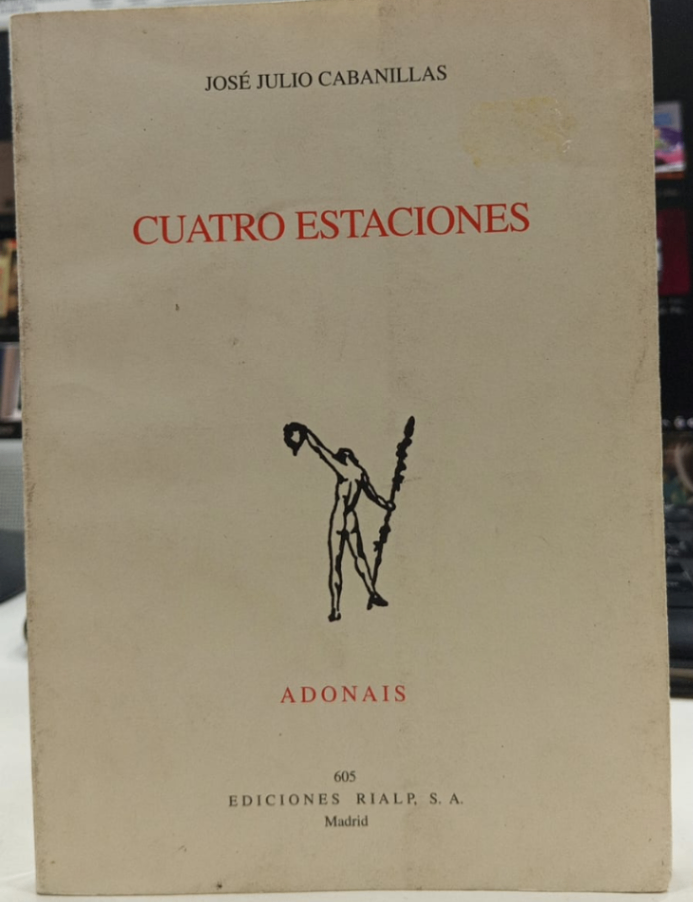 JOSÉ JULIO CABANILLAS
CUATRO ESTACIONES
ADONAIS
605
EDICIONES RIALP, S. A.
Madrid